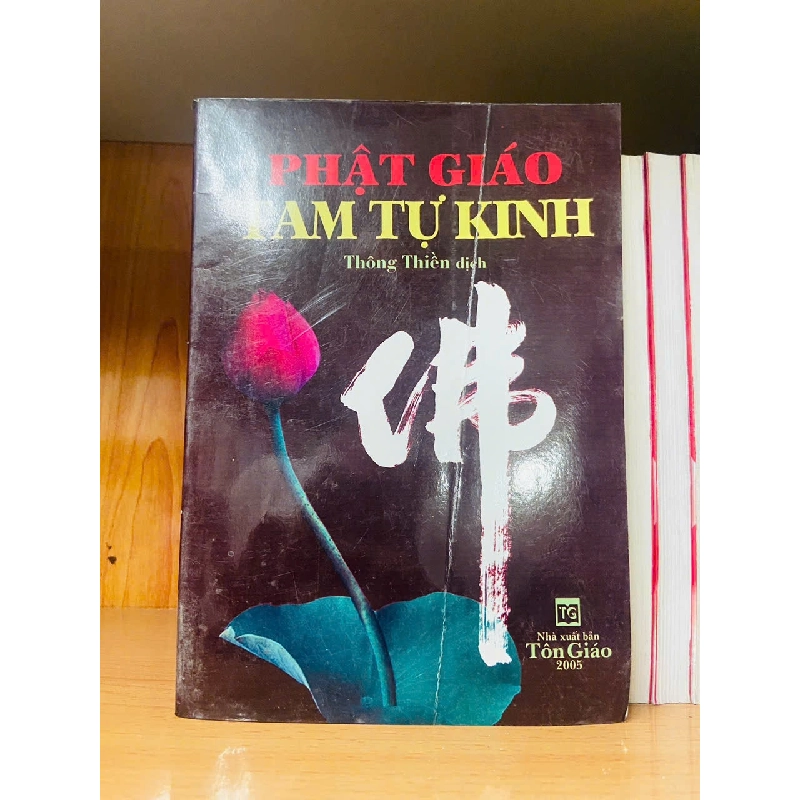 PHẬT GIÁO
TAM TỰ KINH
Thông Thiền dịch
佛
TG
Nhà xuất bản
Tôn Giáo
2005